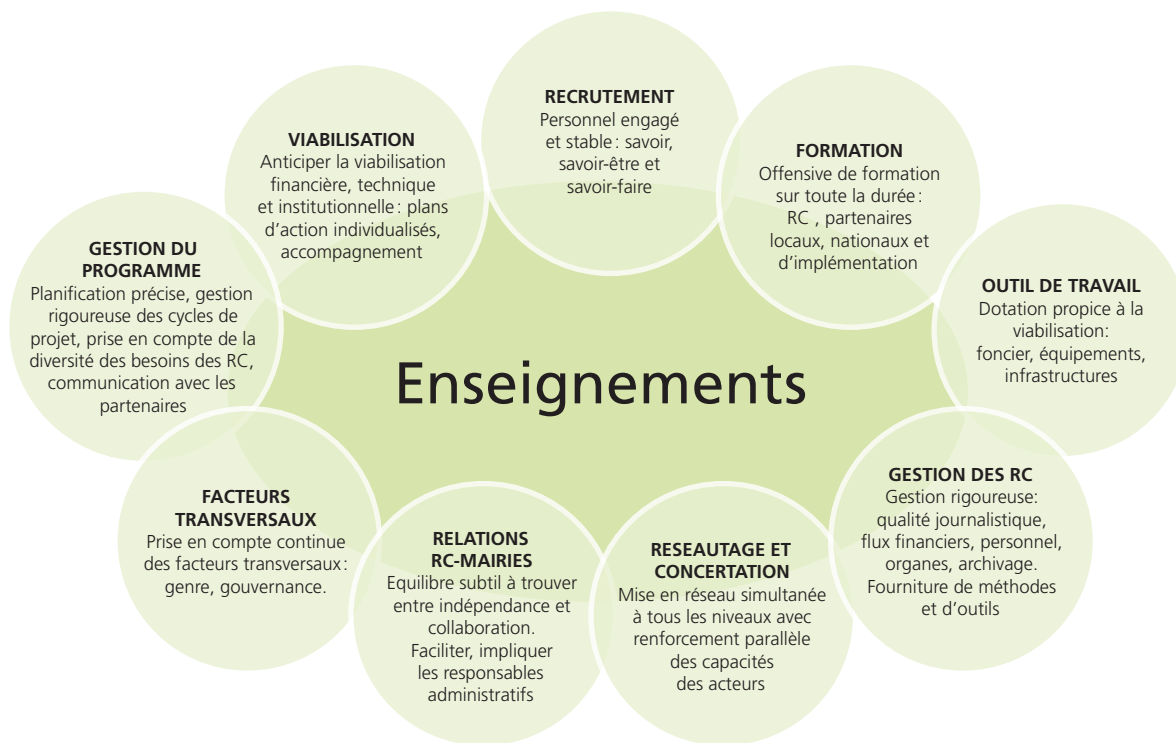 RECRUTEMENT
Personnel engagé
et stable : savoir,
savoir-être et
savoir-faire
FORMATION
Offensive de formation
sur toute la durée :
RC , partenaires
locaux, nationaux et
d’implémentation
OUTIL DE TRAVAIL
Dotation propice à la
viabilisation:
foncier, équipements,
infrastructures
GESTION DES RC
Gestion rigoureuse:
qualité journalistique,
flux financiers, personnel,
organes, archivage.
Fourniture de méthodes
et d’outils
RESEAUTAGE ET
CONCERTATION
Mise en réseau simultanée
à tous les niveaux avec
renforcement parallèle
des capacités
des acteurs
RELATIONS
RC-MAIRIES
Equilibre subtil à trouver
entre indépendance et
collaboration.
Faciliter, impliquer
les responsables
administratifs
FACTEURS
TRANSVERSAUX
Prise en compte continue
des facteurs transversaux :
genre, gouvernance.
GESTION DU
PROGRAMME
Planification précise, gestion
rigoureuse des cycles de
projet, prise en compte de la
diversité des besoins des RC,
communication avec les
partenaires
VIABILISATION
Anticiper la viabilisation
financière, technique
et institutionnelle : plans
d’action individualisés,
accompagnement
Enseignements